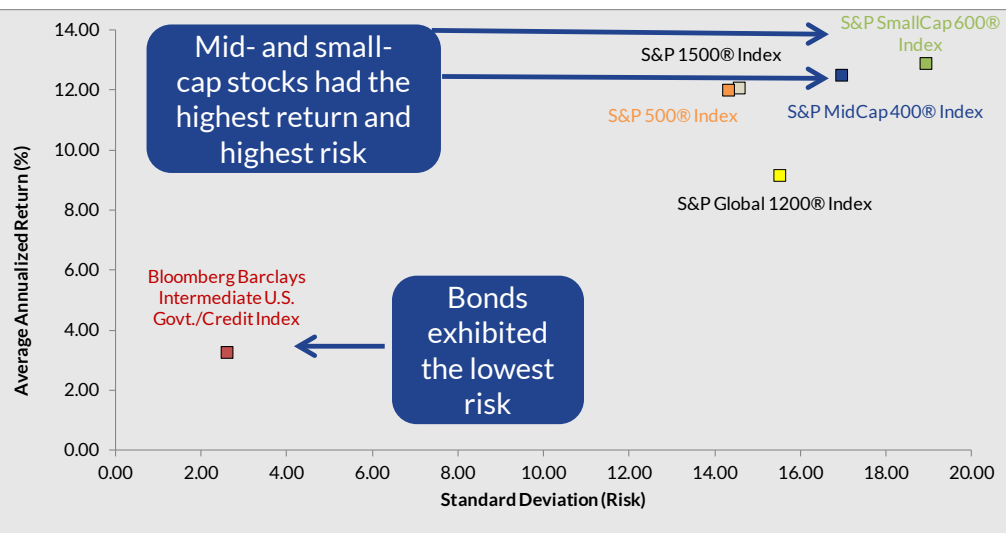 14.00
12.00
10.00
8.00
6.00
4.00
2.00
0.00
Average Annualized Return (%)
Mid- and small-
cap stocks had the
highest return and
highest risk
S&P SmallCap 600®
Index
S&P 1500® Index
S&P 500® Index
S&P MidCap 400® Index
S&P Global 1200® Index
Bloomberg Barclays
Intermediate U.S.
Govt./Credit Index
Bonds
exhibited
the lowest
risk
0.00 2.00 4.00 6.00 8.00 10.00 12.00 14.00 16.00 18.00 20.00
Standard Deviation (Risk)